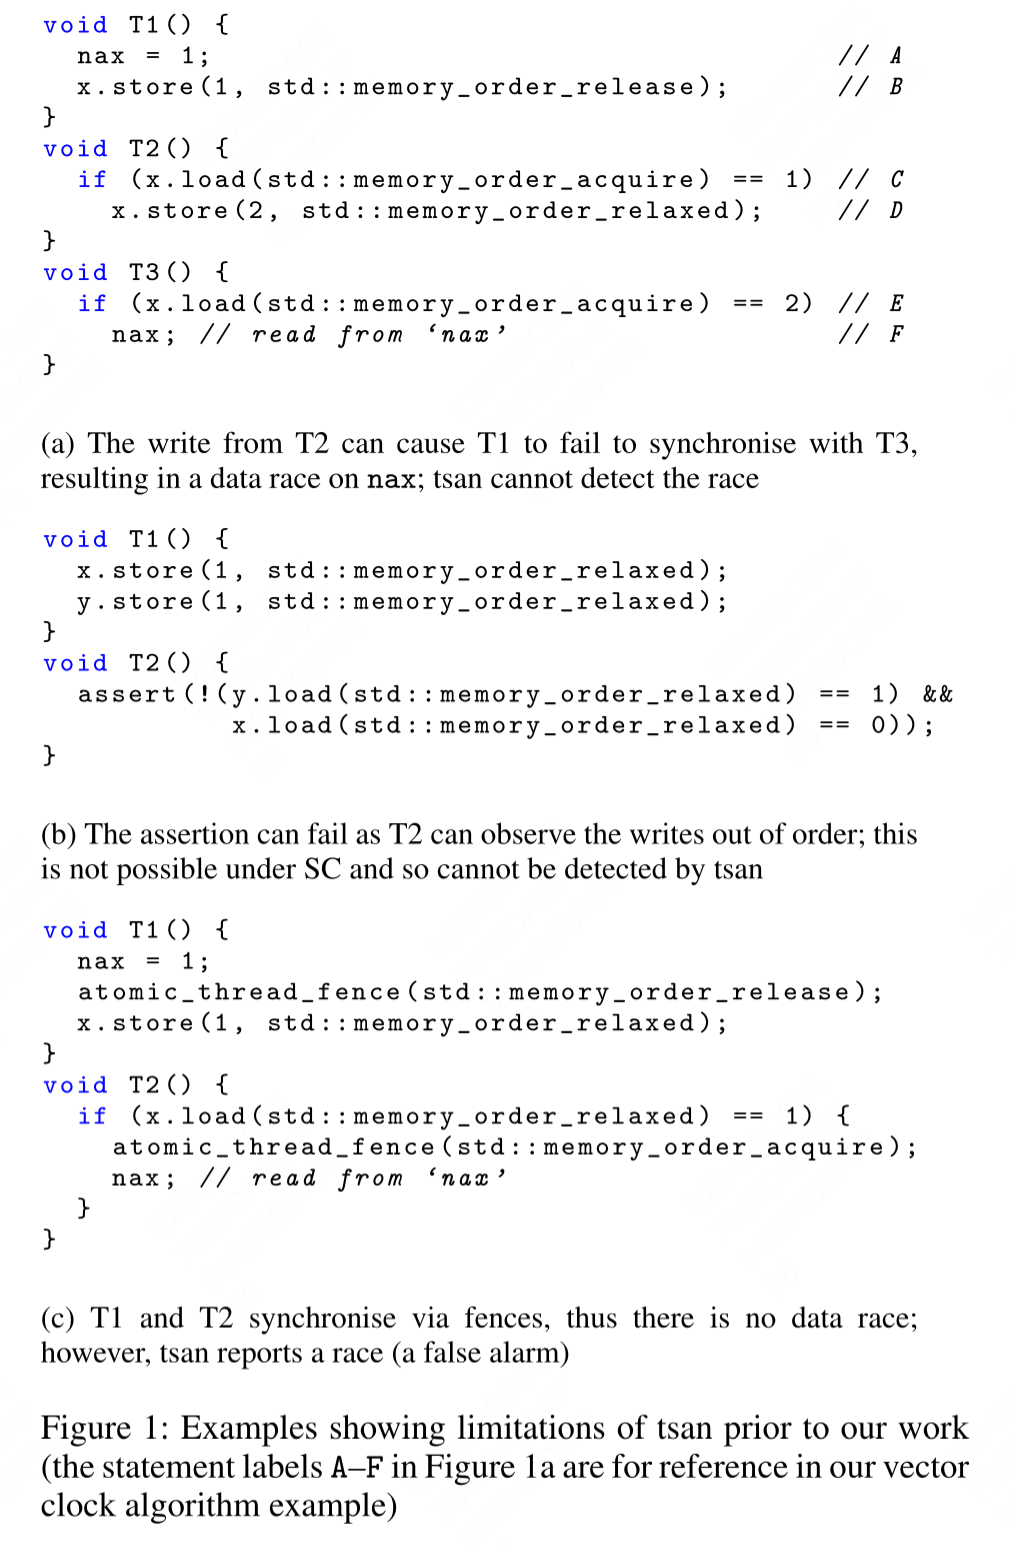 void T1() {
  nax = 1;                                    // A
  x.store(1, std::memory_order_release);      // B
}
void T2() {
  if (x.load(std::memory_order_acquire) == 1) // C
    x.store(2, std::memory_order_relaxed);    // D
}
void T3() {
  if (x.load(std::memory_order_acquire) == 2) // E
    nax; // read from ‘nax’                   // F
}
(a) The write from T2 can cause T1 to fail to synchronise with T3,
resulting in a data race on nax; tsan cannot detect the race
void T1() {
  x.store(1, std::memory_order_relaxed);
  y.store(1, std::memory_order_relaxed);
}
void T2() {
  assert(!(y.load(std::memory_order_relaxed) == 1) &&
           x.load(std::memory_order_relaxed) == 0));
}
(b) The assertion can fail as T2 can observe the writes out of order; this
is not possible under SC and so cannot be detected by tsan
void T1() {
  nax = 1;
  atomic_thread_fence(std::memory_order_release);
  x.store(1, std::memory_order_relaxed);
}
void T2() {
  if (x.load(std::memory_order_relaxed) == 1) {
    atomic_thread_fence(std::memory_order_acquire);
    nax; // read from ‘nax’
  }
}
(c) T1 and T2 synchronise via fences, thus there is no data race;
however, tsan reports a race (a false alarm)
Figure 1: Examples showing limitations of tsan prior to our work
(the statement labels A–F in Figure 1a are for reference in our vector
clock algorithm example)